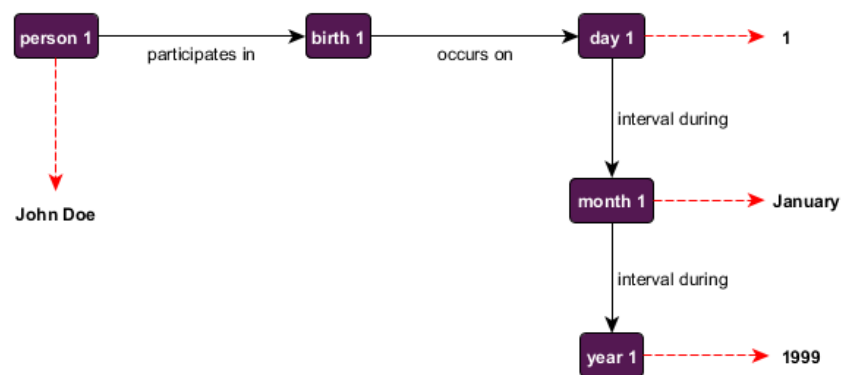 person 1
participates in
birth 1
occurs on
day 1
1
interval during
John Doe
month 1
January
interval during
year 1
1999